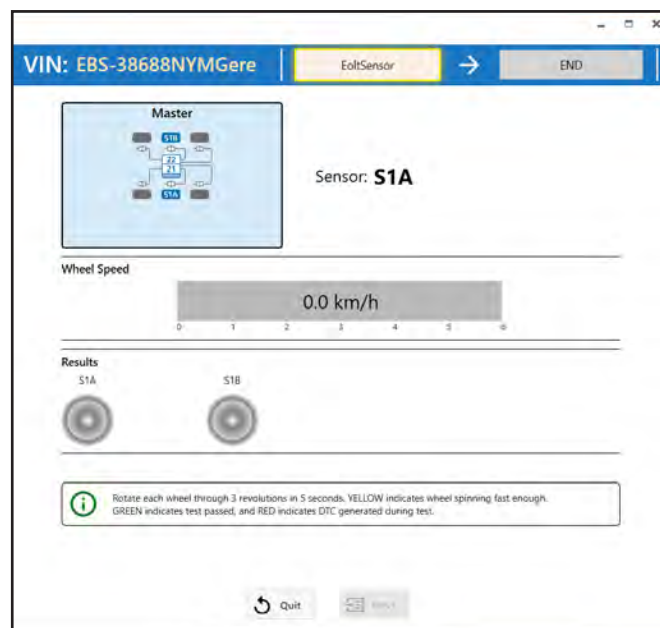 VIN: EBS-38688NYMGere
EoltSensor
END
Master
S1B
22
21
S1A
Sensor: S1A
Wheel Speed
0.0 km/h
0 1 2 3 4 5 6
Results
S1A S1B
Rotate each wheel through 3 revolutions in 5 seconds. YELLOW indicates wheel spinning fast enough.
GREEN indicates test passed, and RED indicates DTC generated during test.
Quit